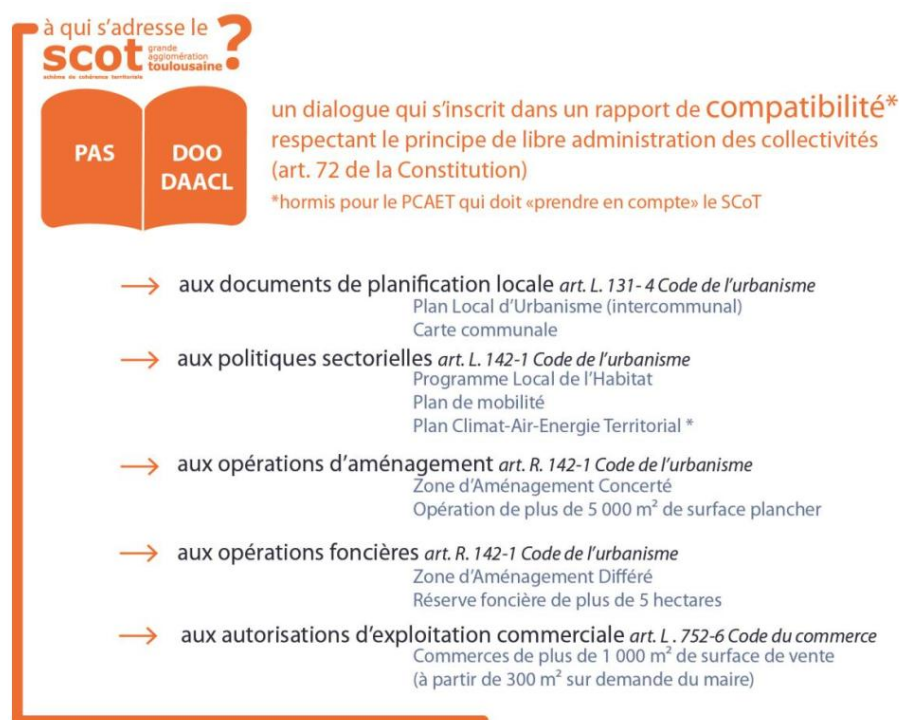 à qui s'adresse le
scot grande agglomération toulousaine ?
schéma de cohérence territoriale
PAS
DOO
DAACL
un dialogue qui s'inscrit dans un rapport de compatibilité*
respectant le principe de libre administration des collectivités
(art. 72 de la Constitution)
*hormis pour le PCAET qui doit «prendre en compte» le SCoT
→ aux documents de planification locale art. L. 131- 4 Code de l'urbanisme
Plan Local d'Urbanisme (intercommunal)
Carte communale
→ aux politiques sectorielles art. L. 142-1 Code de l'urbanisme
Programme Local de l'Habitat
Plan de mobilité
Plan Climat-Air-Energie Territorial *
→ aux opérations d'aménagement art. R. 142-1 Code de l'urbanisme
Zone d'Aménagement Concerté
Opération de plus de 5 000 m² de surface plancher
→ aux opérations foncières art. R. 142-1 Code de l'urbanisme
Zone d'Aménagement Différé
Réserve foncière de plus de 5 hectares
→ aux autorisations d'exploitation commerciale art. L . 752-6 Code du commerce
Commerces de plus de 1 000 m² de surface de vente
(à partir de 300 m² sur demande du maire)